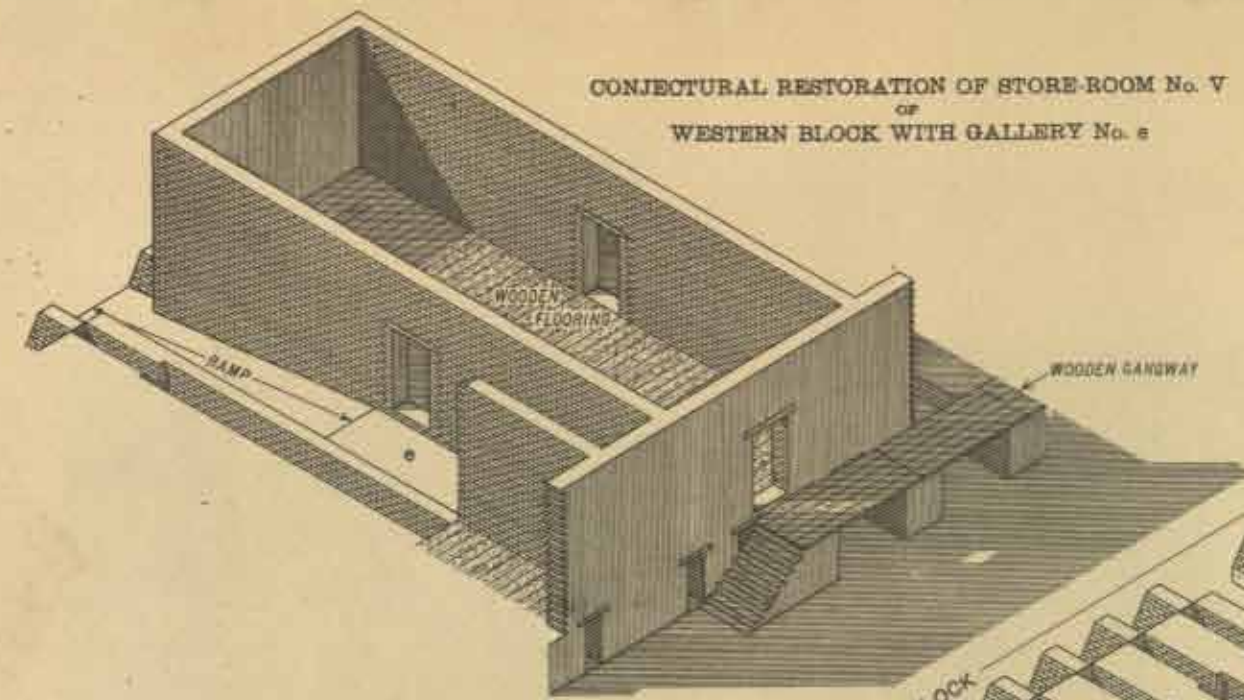 CONJECTURAL RESTORATION OF STORE-ROOM No. V
OF
WESTERN BLOCK WITH GALLERY No. e
WOODEN
FLOORING
WOODEN GANGWAY
RAMP
e